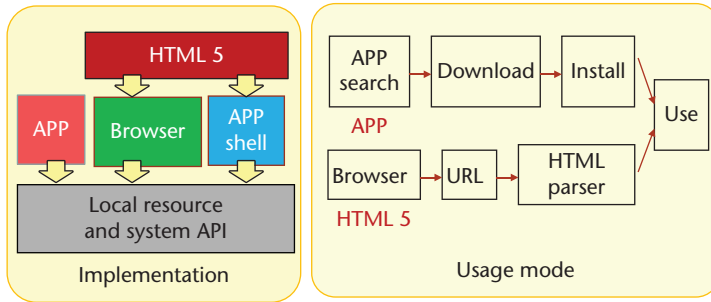 HTML 5
APP
Browser
APP
shell
Local resource
and system API
Implementation
APP
search
Download
Install
Use
APP
Browser
URL
HTML
parser
HTML 5
Usage mode